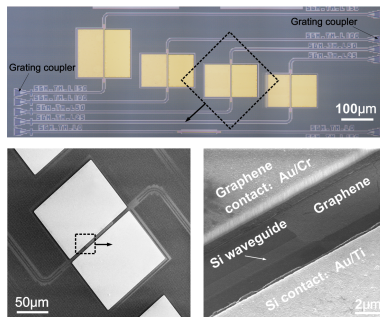 Grating coupler
Grating coupler
100μm
50μm
Graphene
contact: Au/Cr
Graphene
Si waveguide
Si contact: Au/Ti
2μm